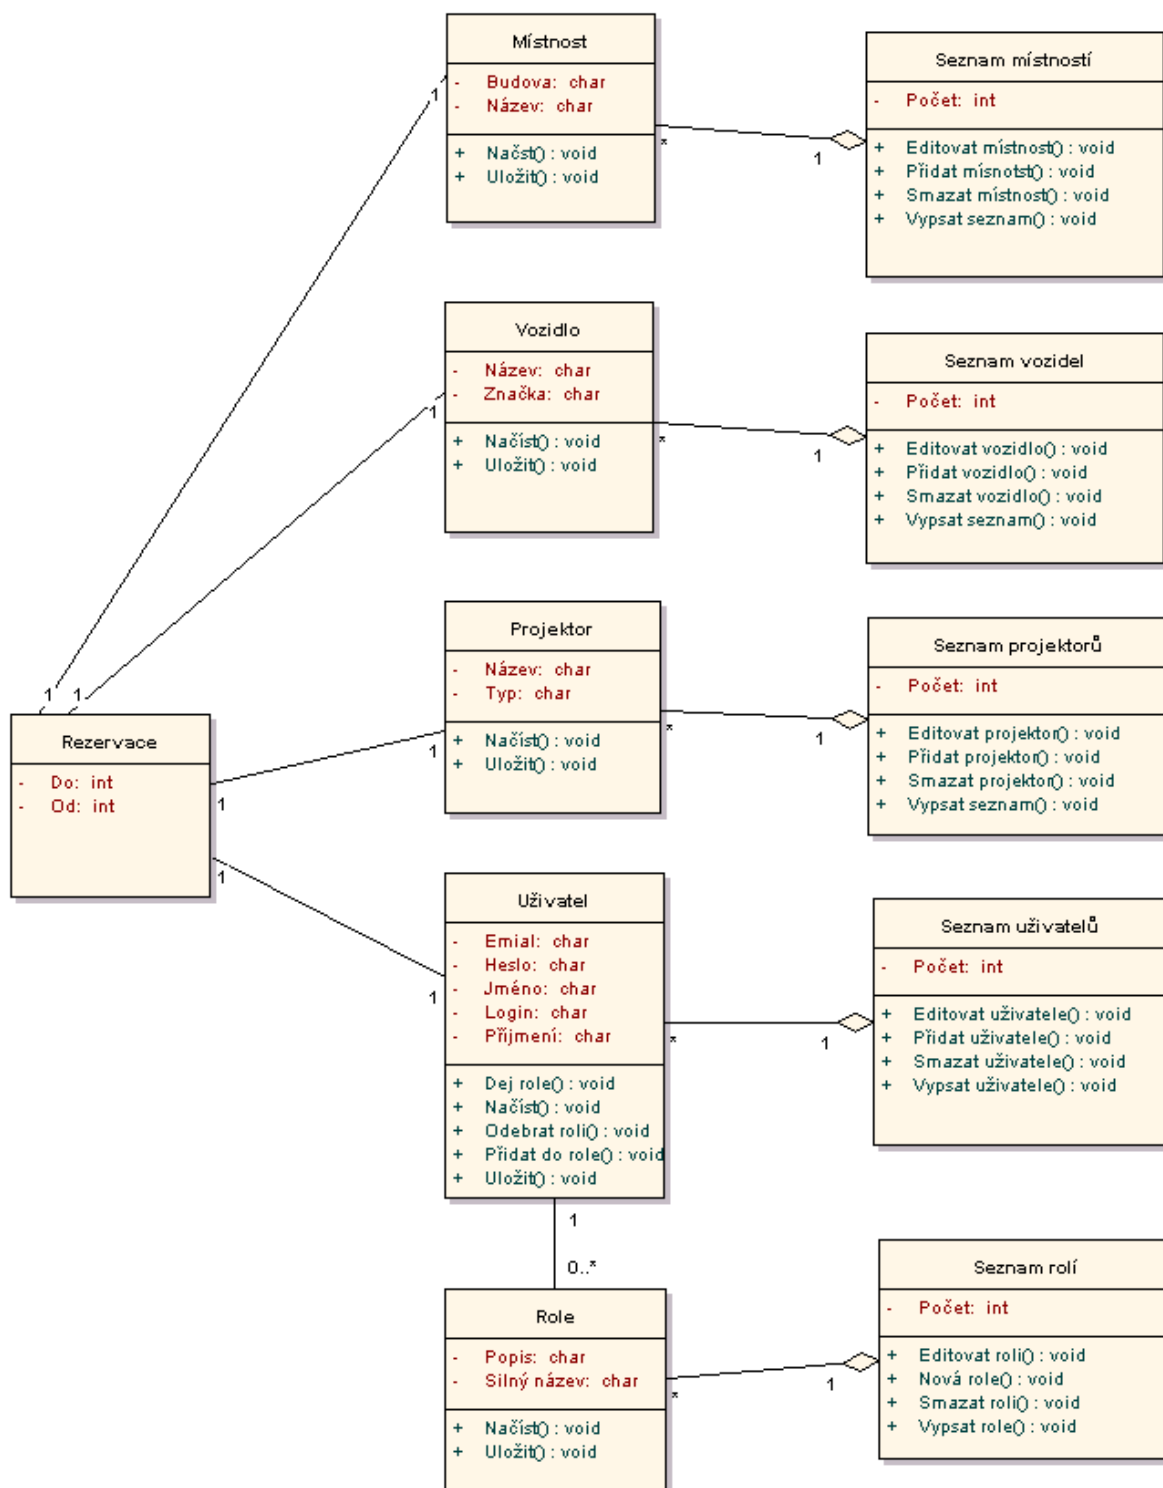 Místnost
- Budova: char
- Název: char
+ Načst() : void
+ Uložit() : void
1
*
Seznam místností
- Počet: int
+ Editovat místnost() : void
+ Přidat mísnotst() : void
+ Smazat místnost() : void
+ Vypsat seznam() : void
1
Vozidlo
- Název: char
- Značka: char
+ Načíst() : void
+ Uložit() : void
1
*
Seznam vozidel
- Počet: int
+ Editovat vozidlo() : void
+ Přidat vozidlo() : void
+ Smazat vozidlo() : void
+ Vypsat seznam() : void
1
Projektor
- Název: char
- Typ: char
+ Načíst() : void
+ Uložit() : void
1
*
Seznam projektorů
- Počet: int
+ Editovat projektor() : void
+ Přidat projektor() : void
+ Smazat projektor() : void
+ Vypsat seznam() : void
1
1 1
Rezervace
- Do: int
- Od: int
1
1
Uživatel
- Emial: char
- Heslo: char
- Jméno: char
- Login: char
- Přijmení: char
+ Dej role() : void
+ Načíst() : void
+ Odebrat roli() : void
+ Přidat do role() : void
+ Uložit() : void
1
*
Seznam uživatelů
- Počet: int
+ Editovat uživatele() : void
+ Přidat uživatele() : void
+ Smazat uživatele() : void
+ Vypsat uživatele() : void
1
1
0..*
Role
- Popis: char
- Silný název: char
+ Načíst() : void
+ Uložit() : void
*
Seznam rolí
- Počet: int
+ Editovat roli() : void
+ Nová role() : void
+ Smazat roli() : void
+ Vypsat role() : void
1